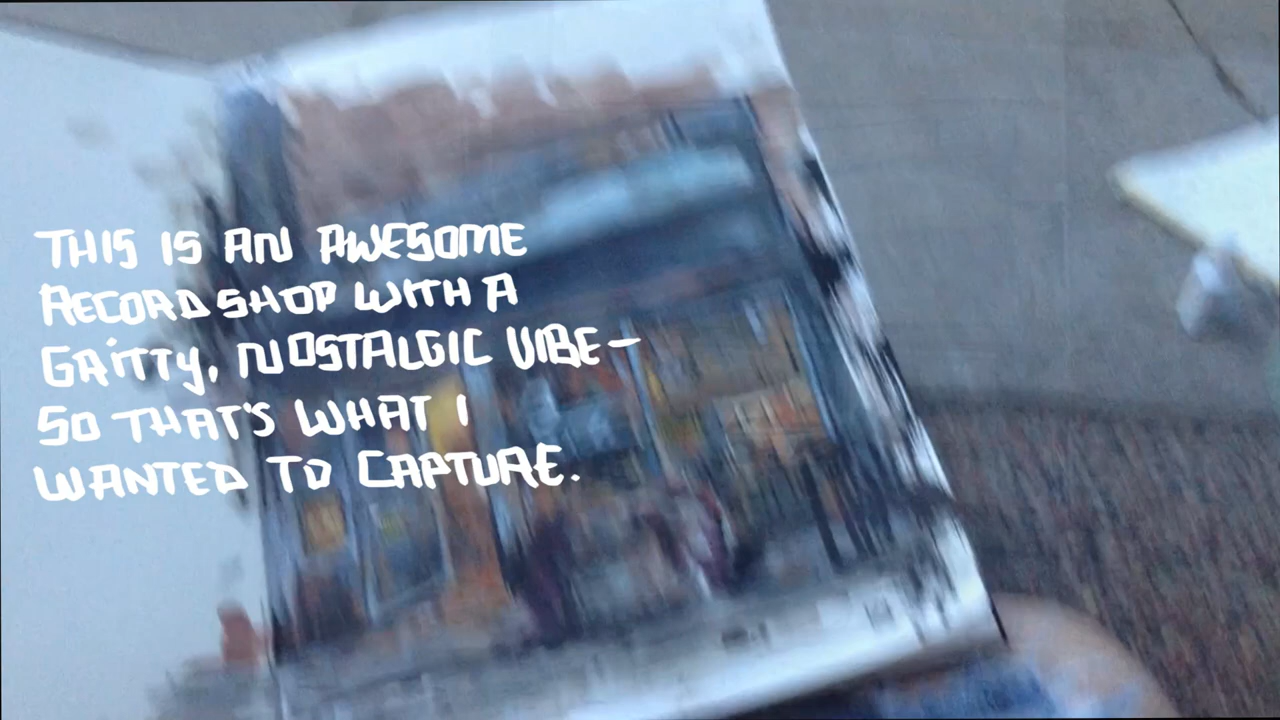 THIS IS AN AWESOME
RECORD SHOP WITH A
GRITTY, NOSTALGIC VIBE—
SO THAT'S WHAT I
WANTED TO CAPTURE.